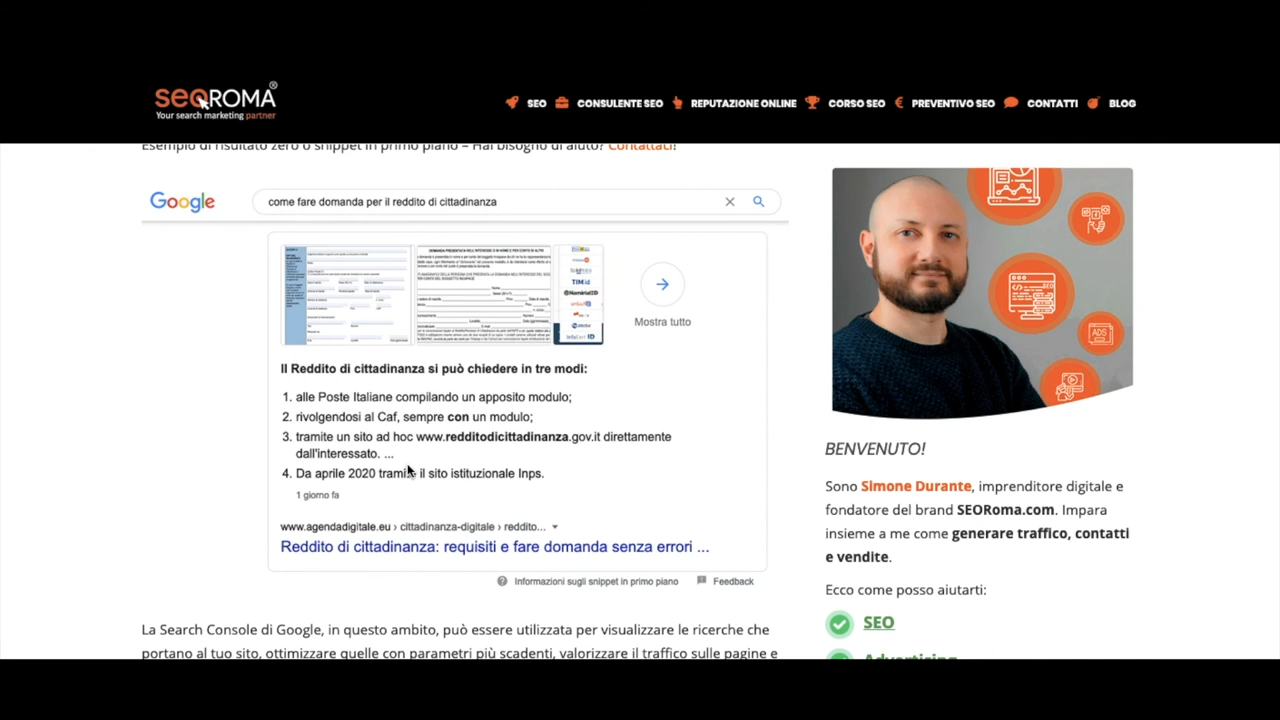 SEOROMA®
Your search marketing partner
SEO CONSULENTE SEO REPUTAZIONE ONLINE CORSO SEO PREVENTIVO SEO CONTATTI BLOG
Esempio di risultato zero o snippet in primo piano – Hai bisogno di aiuto? Contattaci!
Google
come fare domanda per il reddito di cittadinanza
TIMid
Mostra tutto
Il Reddito di cittadinanza si può chiedere in tre modi:
1. alle Poste Italiane compilando un apposito modulo;
2. rivolgendosi al Caf, sempre con un modulo;
3. tramite un sito ad hoc www.redditodicittadinanza.gov.it direttamente
dall'interessato. ...
4. Da aprile 2020 tramite il sito istituzionale Inps.
1 giorno fa
www.agendadigitale.eu › cittadinanza-digitale › reddito...
Reddito di cittadinanza: requisiti e fare domanda senza errori ...
Informazioni sugli snippet in primo piano Feedback
La Search Console di Google, in questo ambito, può essere utilizzata per visualizzare le ricerche che
portano al tuo sito, ottimizzare quelle con parametri più scadenti, valorizzare il traffico sulle pagine e
SEO
ADS
BENVENUTO!
Sono Simone Durante, imprenditore digitale e
fondatore del brand SEORoma.com. Impara
insieme a me come generare traffico, contatti
e vendite.
Ecco come posso aiutarti:
SEO
Advertising